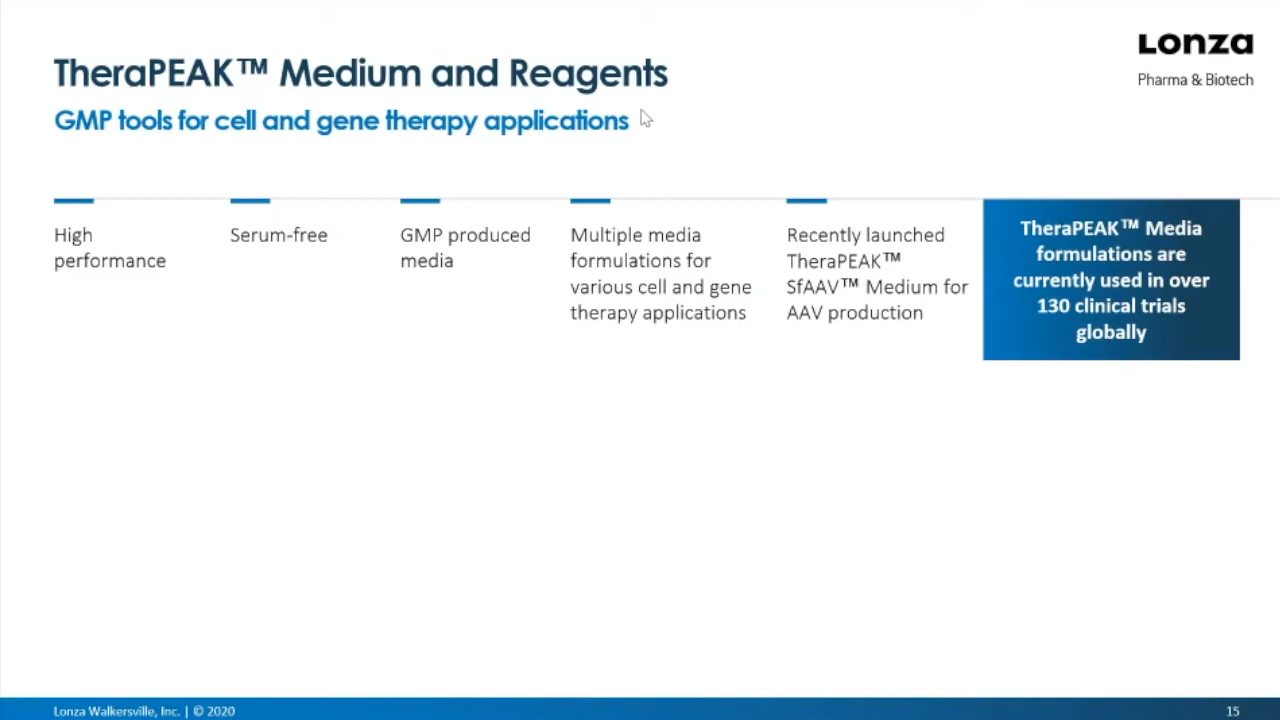 Lonza
Pharma & Biotech
TheraPEAK™ Medium and Reagents
GMP tools for cell and gene therapy applications
High
performance
Serum-free
GMP produced
media
Multiple media
formulations for
various cell and gene
therapy applications
Recently launched
TheraPEAK™
SfAAV™ Medium for
AAV production
TheraPEAK™ Media
formulations are
currently used in over
130 clinical trials
globally
Lonza Walkersville, Inc. | © 2020
15